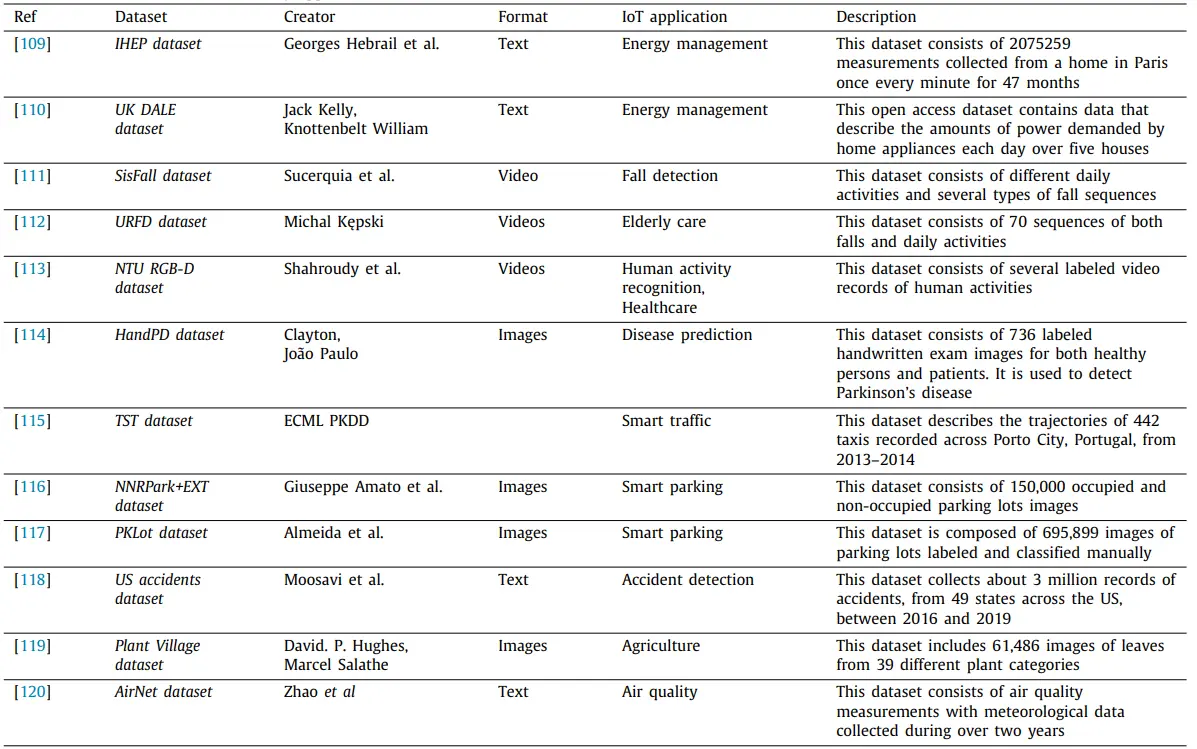 Ref Dataset Creator Format IoT application Description
[109] IHEP dataset Georges Hebrail et al. Text Energy management This dataset consists of 2075259
measurements collected from a home in Paris
once every minute for 47 months
[110] UK DALE Jack Kelly, Text Energy management This open access dataset contains data that
dataset Knottenbelt William describe the amounts of power demanded by
home appliances each day over five houses
[111] SisFall dataset Sucerquia et al. Video Fall detection This dataset consists of different daily
activities and several types of fall sequences
[112] URFD dataset Michal Kępski Videos Elderly care This dataset consists of 70 sequences of both
falls and daily activities
[113] NTU RGB-D Shahroudy et al. Videos Human activity This dataset consists of several labeled video
dataset recognition, records of human activities
Healthcare
[114] HandPD dataset Clayton, Images Disease prediction This dataset consists of 736 labeled
João Paulo handwritten exam images for both healthy
persons and patients. It is used to detect
Parkinson's disease
[115] TST dataset ECML PKDD Smart traffic This dataset describes the trajectories of 442
taxis recorded across Porto City, Portugal, from
2013–2014
[116] NNRPark+EXT Giuseppe Amato et al. Images Smart parking This dataset consists of 150,000 occupied and
dataset non-occupied parking lots images
[117] PKLot dataset Almeida et al. Images Smart parking This dataset is composed of 695,899 images of
parking lots labeled and classified manually
[118] US accidents Moosavi et al. Text Accident detection This dataset collects about 3 million records of
dataset accidents, from 49 states across the US,
between 2016 and 2019
[119] Plant Village David. P. Hughes, Images Agriculture This dataset includes 61,486 images of leaves
dataset Marcel Salathe from 39 different plant categories
[120] AirNet dataset Zhao et al Text Air quality This dataset consists of air quality
measurements with meteorological data
collected during over two years